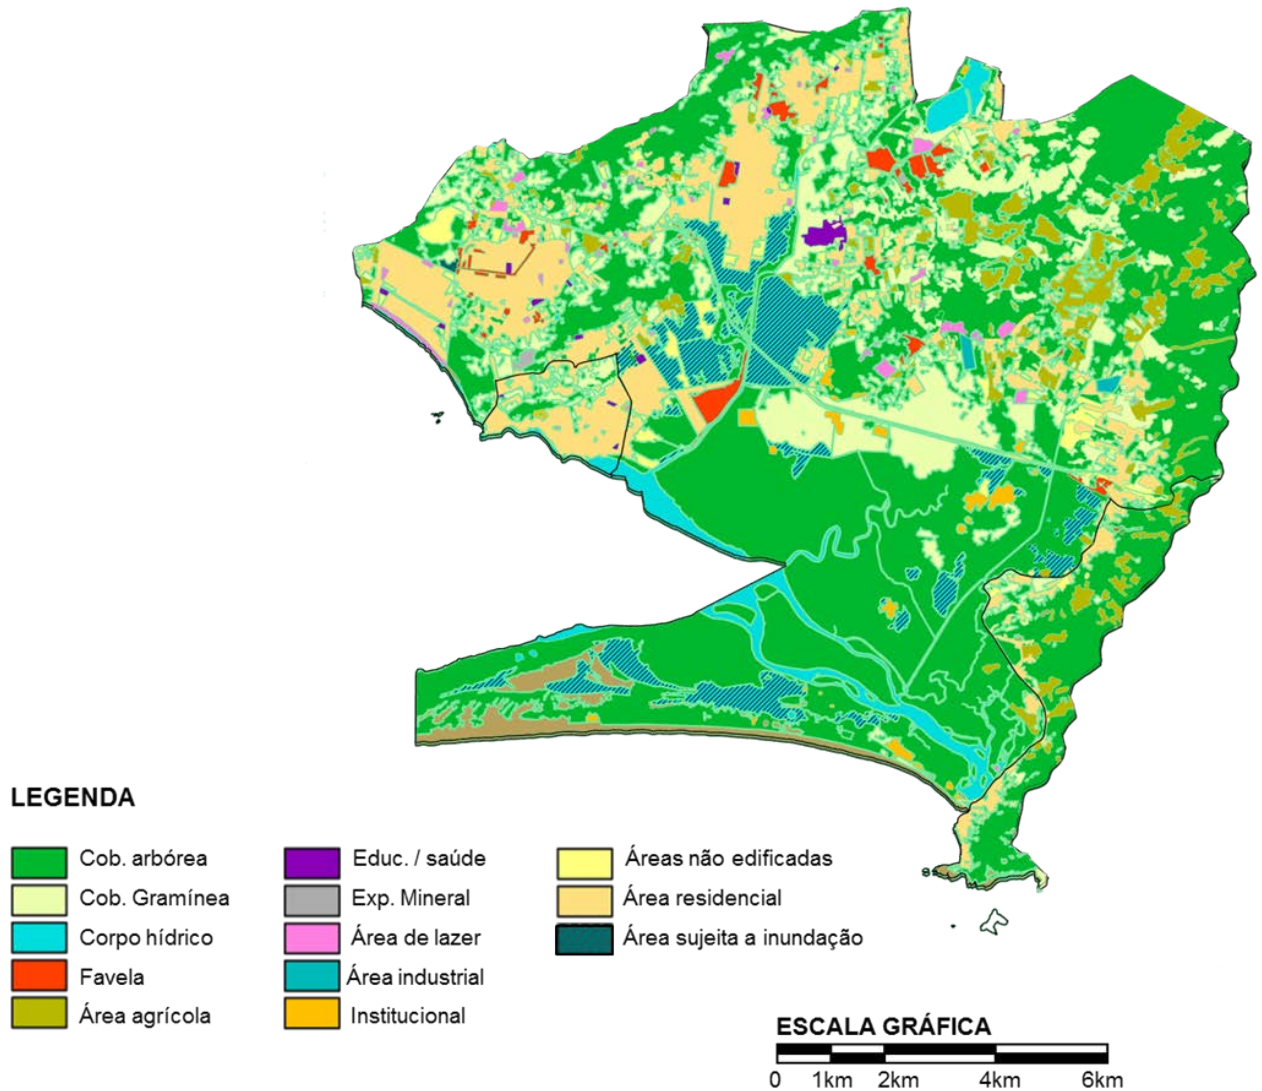 LEGENDA
Cob. arbórea
Cob. Gramínea
Corpo hídrico
Favela
Área agrícola
Educ. / saúde
Exp. Mineral
Área de lazer
Área industrial
Institucional
Áreas não edificadas
Área residencial
Área sujeita a inundação
ESCALA GRÁFICA
0 1km 2km 4km 6km